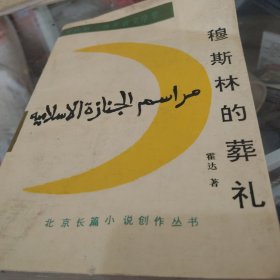 穆斯林的葬礼
霍达 著
مراسم الجنازة الاسلامية
北京长篇小说创作丛书